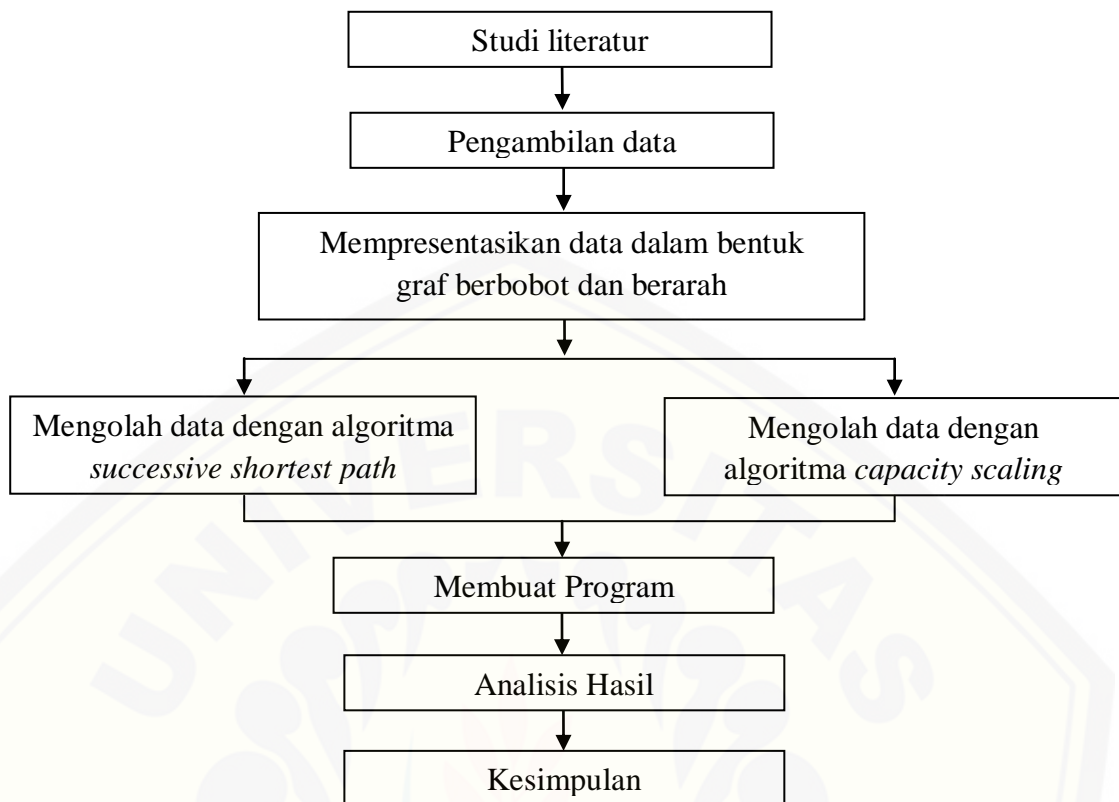 Studi literatur
Pengambilan data
Mempresentasikan data dalam bentuk
graf berbobot dan berarah
Mengolah data dengan algoritma
successive shortest path
Mengolah data dengan
algoritma capacity scaling
UNIVERSITAS
Membuat Program
Analisis Hasil
Kesimpulan